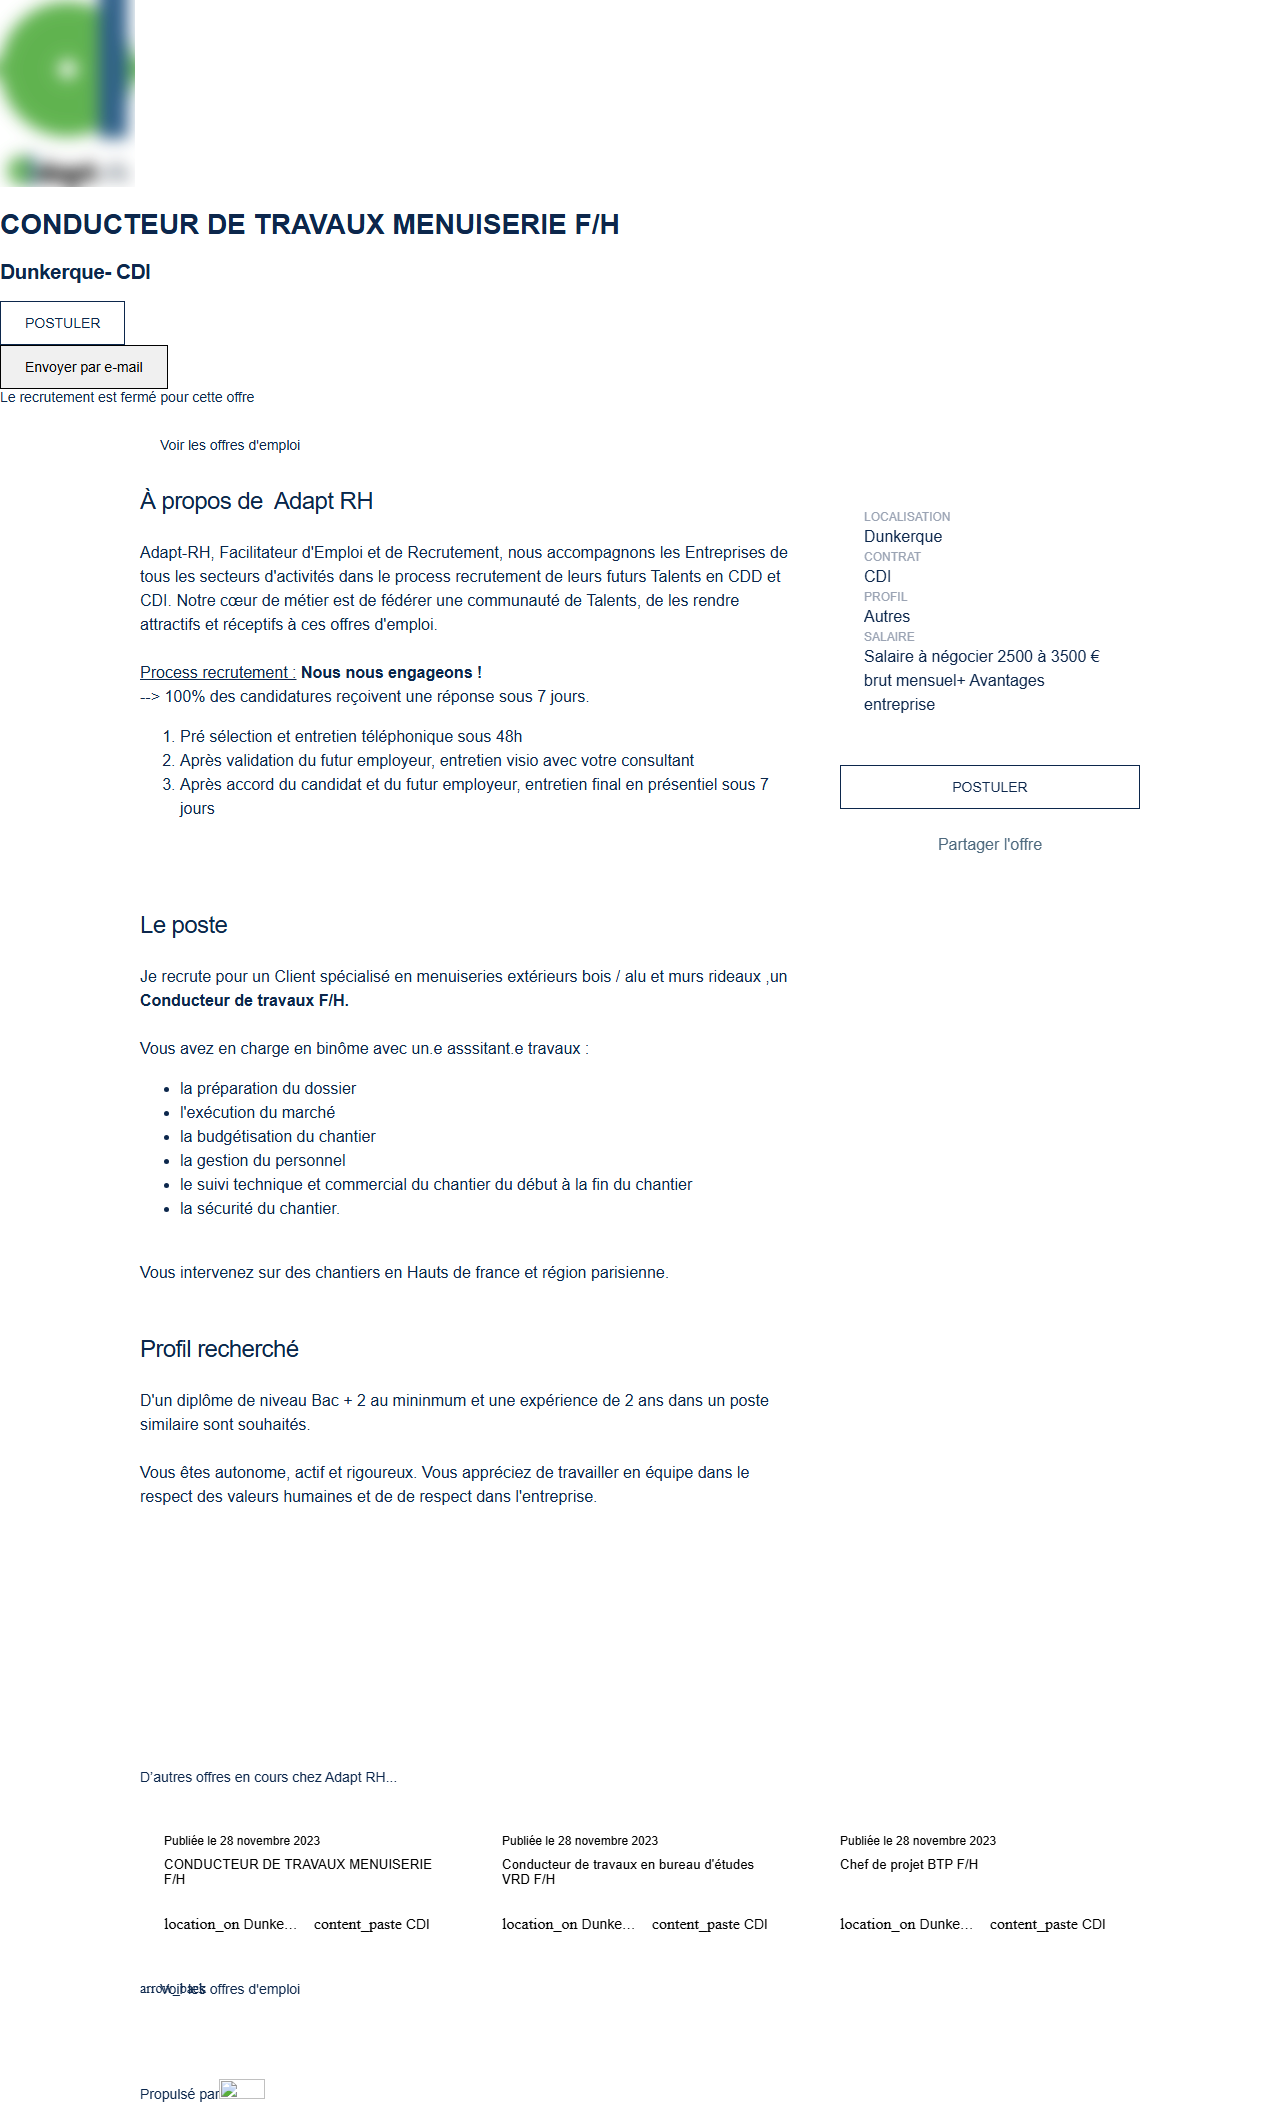 CONDUCTEUR DE TRAVAUX MENUISERIE F/H
Dunkerque- CDI
POSTULER
Envoyer par e-mail
Le recrutement est fermé pour cette offre
Voir les offres d'emploi
À propos de  Adapt RH
Adapt-RH, Facilitateur d'Emploi et de Recrutement, nous accompagnons les Entreprises de
tous les secteurs d'activités dans le process recrutement de leurs futurs Talents en CDD et
CDI. Notre cœur de métier est de fédérer une communauté de Talents, de les rendre
attractifs et réceptifs à ces offres d'emploi.
Process recrutement : Nous nous engageons !
--> 100% des candidatures reçoivent une réponse sous 7 jours.
1. Pré sélection et entretien téléphonique sous 48h
2. Après validation du futur employeur, entretien visio avec votre consultant
3. Après accord du candidat et du futur employeur, entretien final en présentiel sous 7
jours
LOCALISATION
Dunkerque
CONTRAT
CDI
PROFIL
Autres
SALAIRE
Salaire à négocier 2500 à 3500 €
brut mensuel+ Avantages
entreprise
POSTULER
Partager l'offre
Le poste
Je recrute pour un Client spécialisé en menuiseries extérieurs bois / alu et murs rideaux ,un
Conducteur de travaux F/H.
Vous avez en charge en binôme avec un.e asssitant.e travaux :
• la préparation du dossier
• l'exécution du marché
• la budgétisation du chantier
• la gestion du personnel
• le suivi technique et commercial du chantier du début à la fin du chantier
• la sécurité du chantier.
Vous intervenez sur des chantiers en Hauts de france et région parisienne.
Profil recherché
D'un diplôme de niveau Bac + 2 au mininmum et une expérience de 2 ans dans un poste
similaire sont souhaités.
Vous êtes autonome, actif et rigoureux. Vous appréciez de travailler en équipe dans le
respect des valeurs humaines et de de respect dans l'entreprise.
D'autres offres en cours chez Adapt RH...
Publiée le 28 novembre 2023
CONDUCTEUR DE TRAVAUX MENUISERIE
F/H
location_on Dunke... content_paste CDI
Publiée le 28 novembre 2023
Conducteur de travaux en bureau d'études
VRD F/H
location_on Dunke... content_paste CDI
Publiée le 28 novembre 2023
Chef de projet BTP F/H
location_on Dunke... content_paste CDI
arrow_back Voir les offres d'emploi
Propulsé par